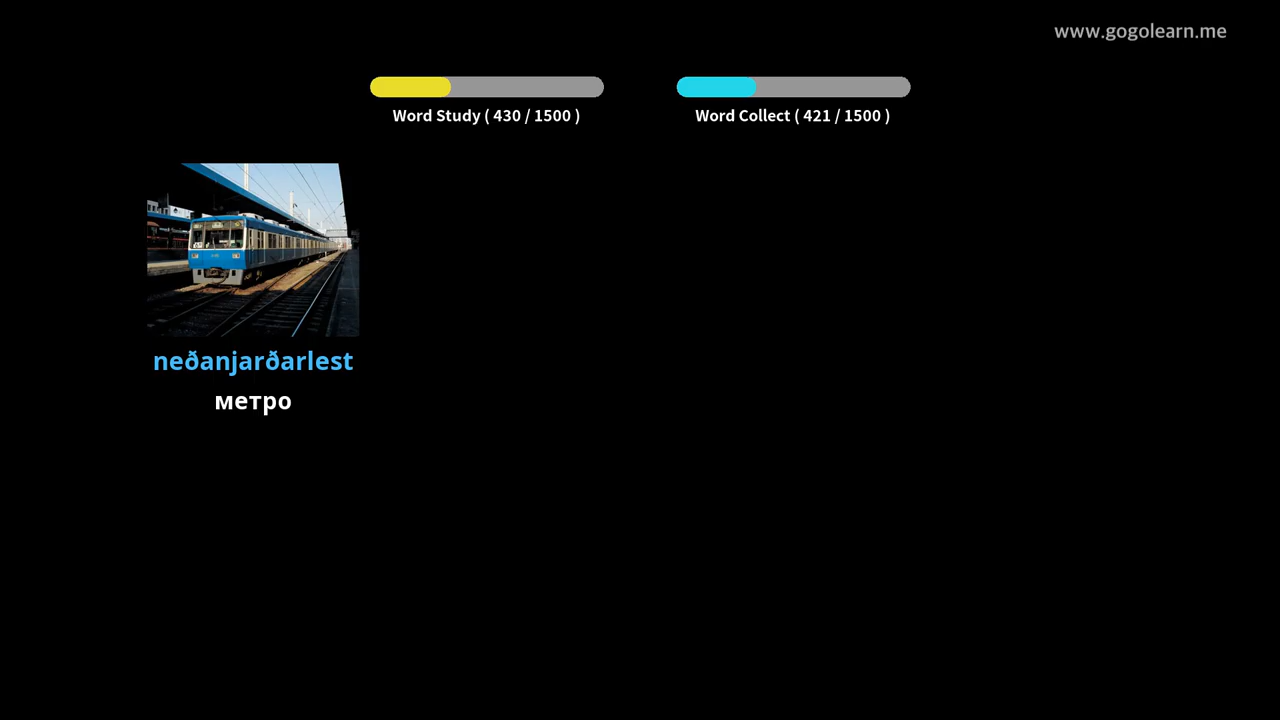 www.gogolearn.me
Word Study ( 430 / 1500 )
Word Collect ( 421 / 1500 )
neðanjarðarlest
метро